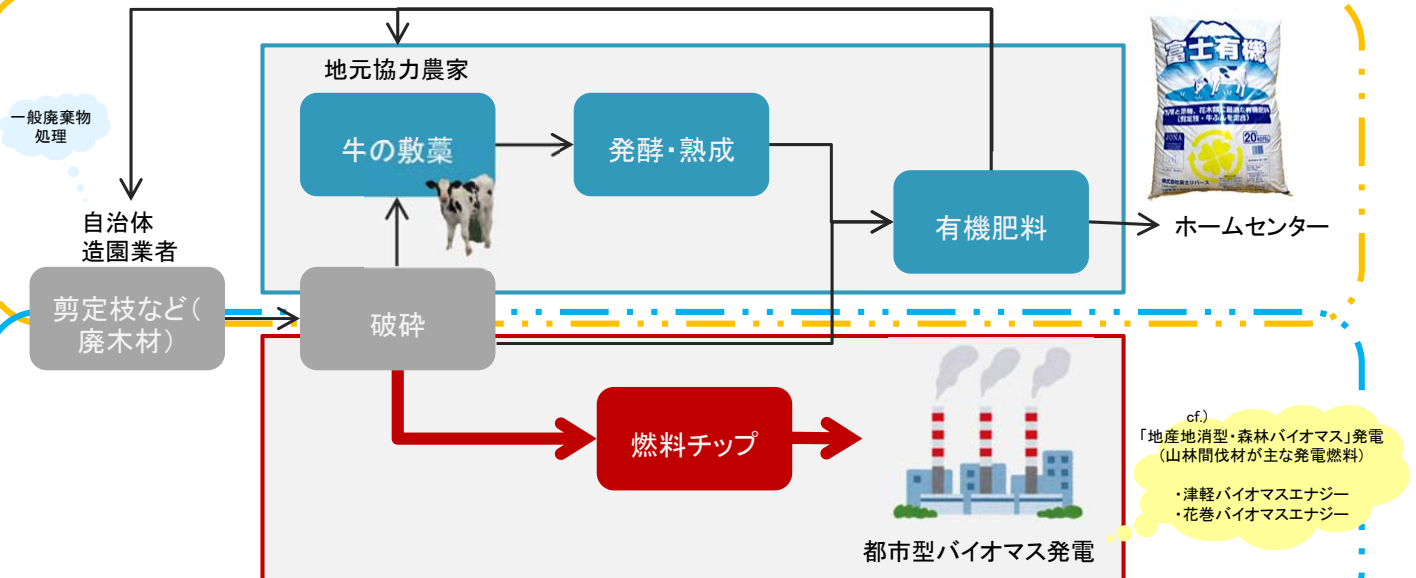 地元協力農家
一般廃棄物
処理
牛の敷藁
発酵・熟成
自治体
造園業者
有機肥料
ホームセンター
富士有機
20
剪定枝など(
廃木材)
破砕
燃料チップ
cf.)
「地産地消型・森林バイオマス」発電
(山林間伐材が主な発電燃料)
・津軽バイオマスエナジー
・花巻バイオマスエナジー
都市型バイオマス発電